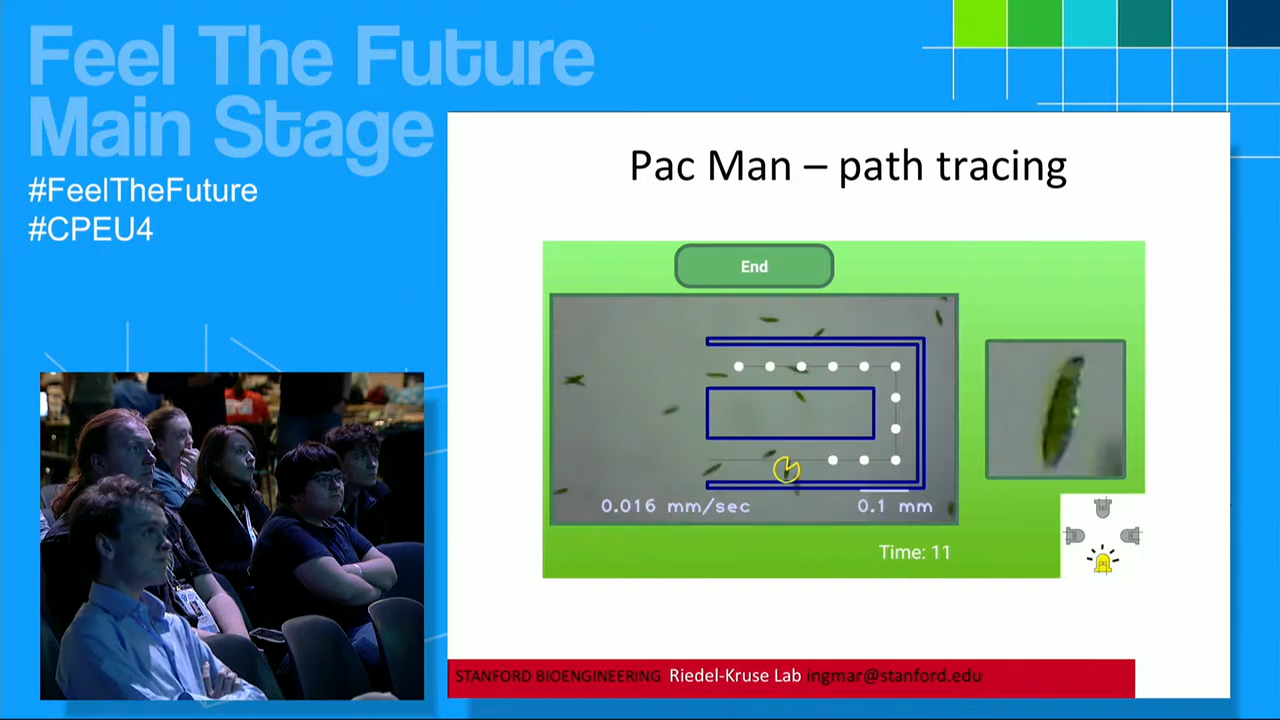 Feel The Future
Main Stage
#FeelTheFuture
#CPEU4
Pac Man – path tracing
End
0.016 mm/sec
0.1 mm
Time: 11
STANFORD BIOENGINEERING Riedel-Kruse Lab ingmar@stanford.edu